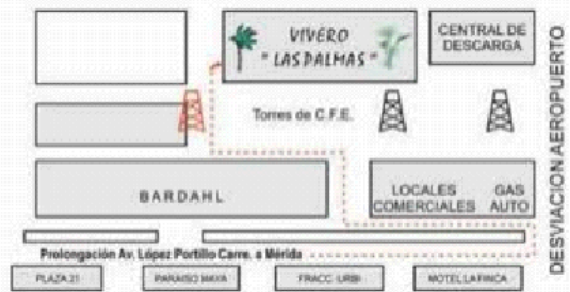 VIVERO
"LAS PALMAS"
CENTRAL DE
DESCARGA
DESVIACION AEROPUERTO
Torres de C.F.E.
BARDAHL
LOCALES
COMERCIALES
GAS
AUTO
Prolongación Av. López Portillo Carre. a Mérida
PLAZA 21
PARAISO MAYA
FRACC. URBI
MOTEL LA FINCA